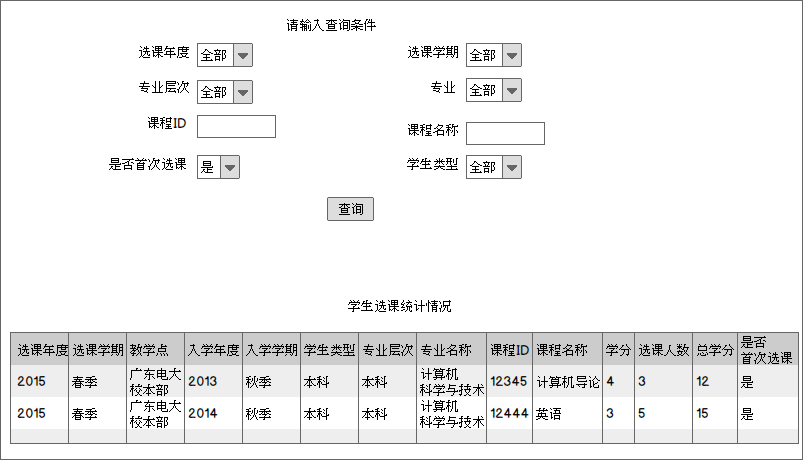 请输入查询条件
选课年度 全部 选课学期 全部
专业层次 全部 专业 全部
课程ID 课程名称
是否首次选课 是 学生类型 全部
查询
学生选课统计情况
选课年度 选课学期 教学点 入学年度 入学学期 学生类型 专业层次 专业名称 课程ID 课程名称 学分 选课人数 总学分 是否
首次选课
2015 春季 广东电大 2013 秋季 本科 本科 计算机 12345 计算机导论 4 3 12 是
校本部 科学与技术
2015 春季 广东电大 2014 秋季 本科 本科 计算机 12444 英语 3 5 15 是
校本部 科学与技术